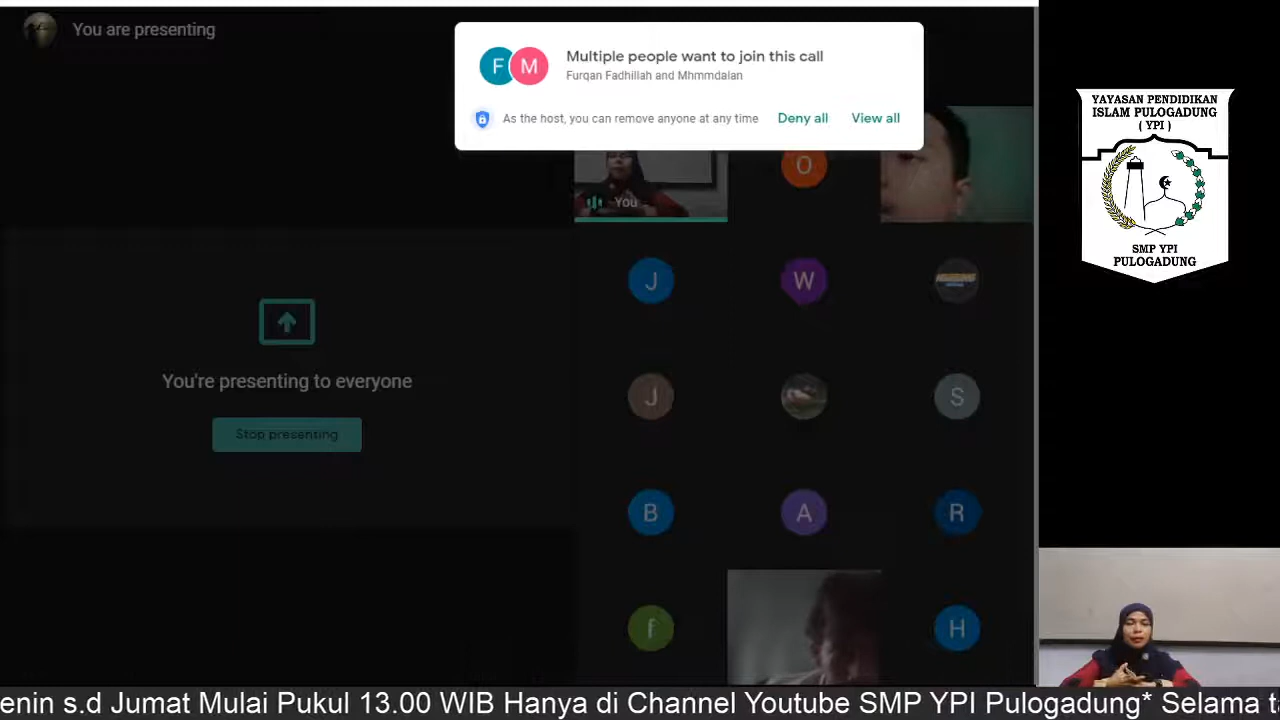 You are presenting
F M
Multiple people want to join this call
Furqan Fadhillah and Mhmmdalan
As the host, you can remove anyone at any time
Deny all
View all
You
O
J
W
You're presenting to everyone
Stop presenting
J
S
B
A
R
f
H
YAYASAN PENDIDIKAN
ISLAM PULOGADUNG
( YPI )
SMP YPI
PULOGADUNG
enin s.d Jumat Mulai Pukul 13.00 WIB Hanya di Channel Youtube SMP YPI Pulogadung* Selama ta